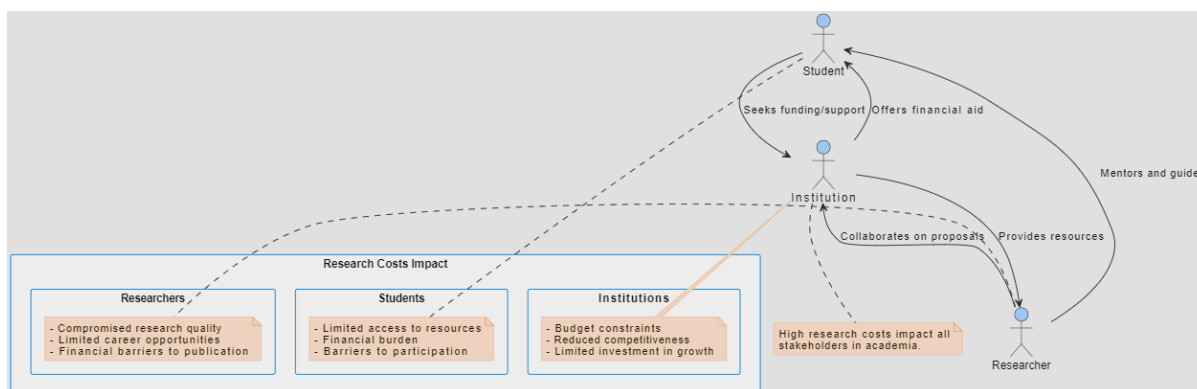 Student
Seeks funding/support
Offers financial aid
Mentors and guide
Institution
Collaborates on proposals
Provides resources
Research Costs Impact
Researchers
- Compromised research quality
- Limited career opportunities
- Financial barriers to publication
Students
- Limited access to resources
- Financial burden
- Barriers to participation
Institutions
- Budget constraints
- Reduced competitiveness
- Limited investment in growth
High research costs impact all
stakeholders in academia.
Researcher